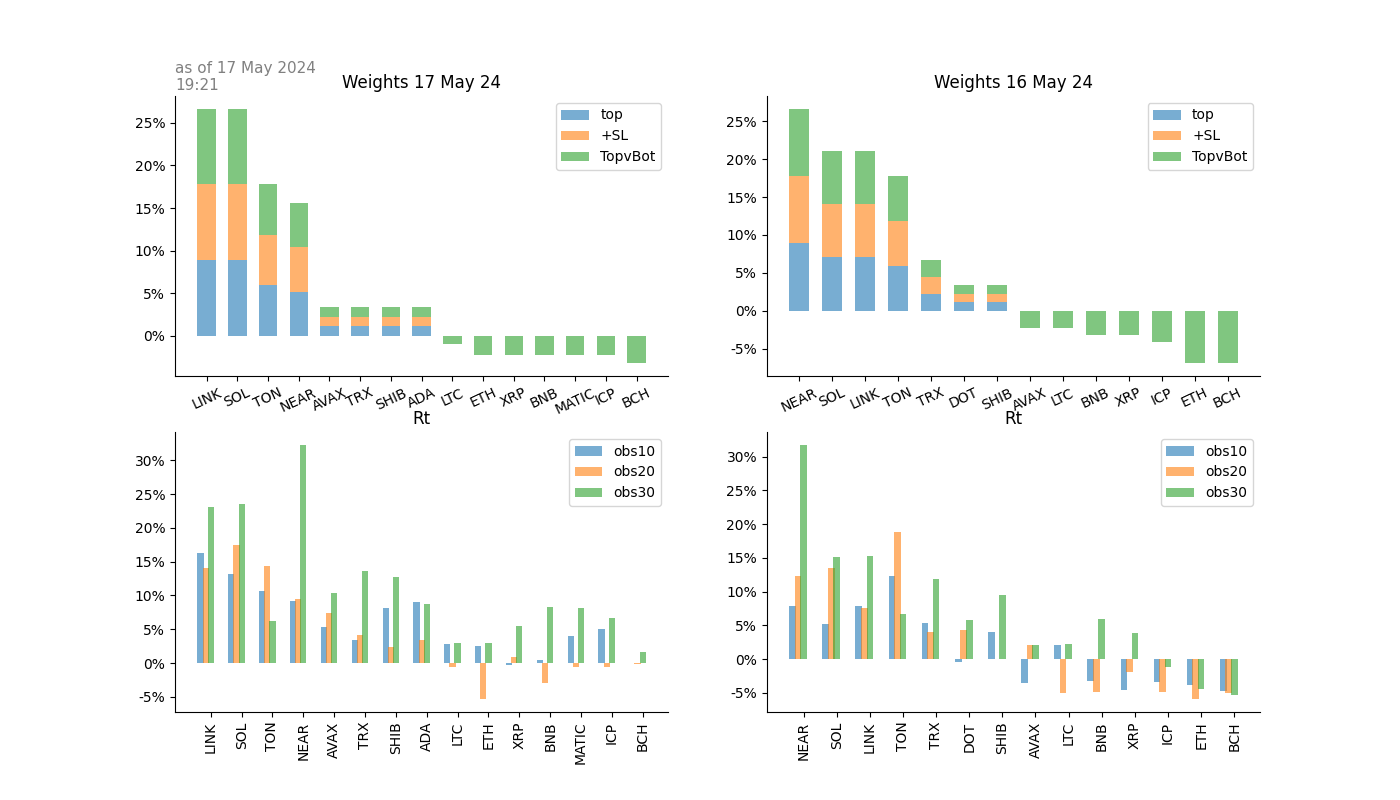 as of 17 May 2024
19:21
Weights 17 May 24
25%
20%
15%
10%
5%
0%
top
+SL
TopvBot
LINK SOL TON NEAR AVAX TRX SHIB ADA LTC ETH XRP BNB MATIC ICP BCH
Weights 16 May 24
25%
20%
15%
10%
5%
0%
-5%
top
+SL
TopvBot
NEAR SOL LINK TON TRX DOT SHIB AVAX LTC BNB XRP ICP ETH BCH
Rt
30%
25%
20%
15%
10%
5%
0%
-5%
obs10
obs20
obs30
LINK SOL TON NEAR AVAX TRX SHIB ADA LTC ETH XRP BNB MATIC ICP BCH
Rt
30%
25%
20%
15%
10%
5%
0%
-5%
obs10
obs20
obs30
NEAR SOL LINK TON TRX DOT SHIB AVAX LTC BNB XRP ICP ETH BCH